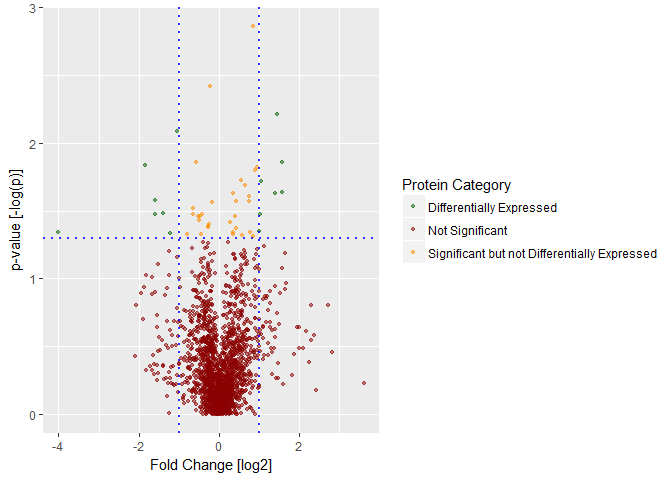 3
2
1
0
p-value [-log(p)]
-4
-2
0
2
Fold Change [log2]
Protein Category
Differentially Expressed
Not Significant
Significant but not Differentially Expressed